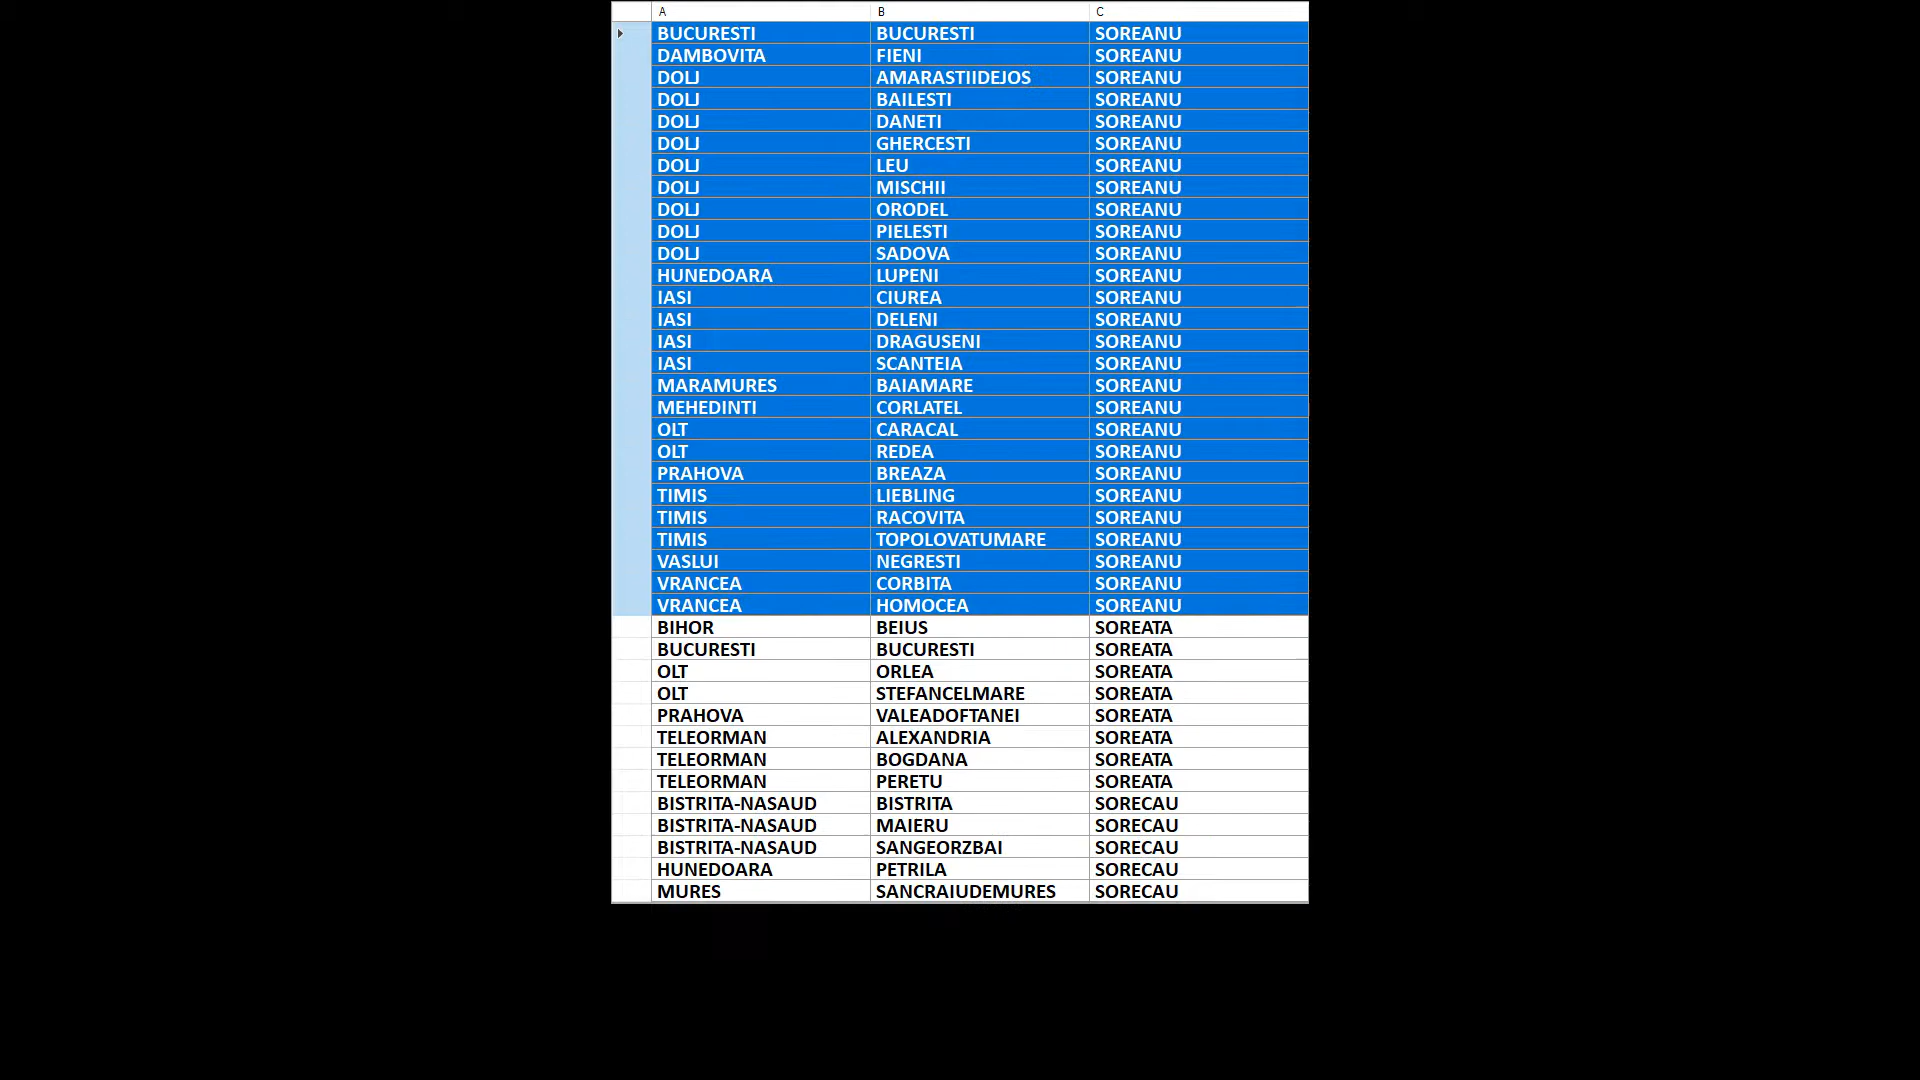 A B C
BUCURESTI BUCURESTI SOREANU
DAMBOVITA FIENI SOREANU
DOLJ AMARASTIIDEJOS SOREANU
DOLJ BAILESTI SOREANU
DOLJ DANETI SOREANU
DOLJ GHERCESTI SOREANU
DOLJ LEU SOREANU
DOLJ MISCHII SOREANU
DOLJ ORODEL SOREANU
DOLJ PIELESTI SOREANU
DOLJ SADOVA SOREANU
HUNEDOARA LUPENI SOREANU
IASI CIUREA SOREANU
IASI DELENI SOREANU
IASI DRAGUSENI SOREANU
IASI SCANTEIA SOREANU
MARAMURES BAIAMARE SOREANU
MEHEDINTI CORLATEL SOREANU
OLT CARACAL SOREANU
OLT REDEA SOREANU
PRAHOVA BREAZA SOREANU
TIMIS LIEBLING SOREANU
TIMIS RACOVITA SOREANU
TIMIS TOPOLOVATUMARE SOREANU
VASLUI NEGRESTI SOREANU
VRANCEA CORBITA SOREANU
VRANCEA HOMOCEA SOREANU
BIHOR BEIUS SOREATA
BUCURESTI BUCURESTI SOREATA
OLT ORLEA SOREATA
OLT STEFANCELMARE SOREATA
PRAHOVA VALEADOFTANEI SOREATA
TELEORMAN ALEXANDRIA SOREATA
TELEORMAN BOGDANA SOREATA
TELEORMAN PERETU SOREATA
BISTRITA-NASAUD BISTRITA SORECAU
BISTRITA-NASAUD MAIERU SORECAU
BISTRITA-NASAUD SANGEORZBAI SORECAU
HUNEDOARA PETRILA SORECAU
MURES SANCRAIUDEMURES SORECAU